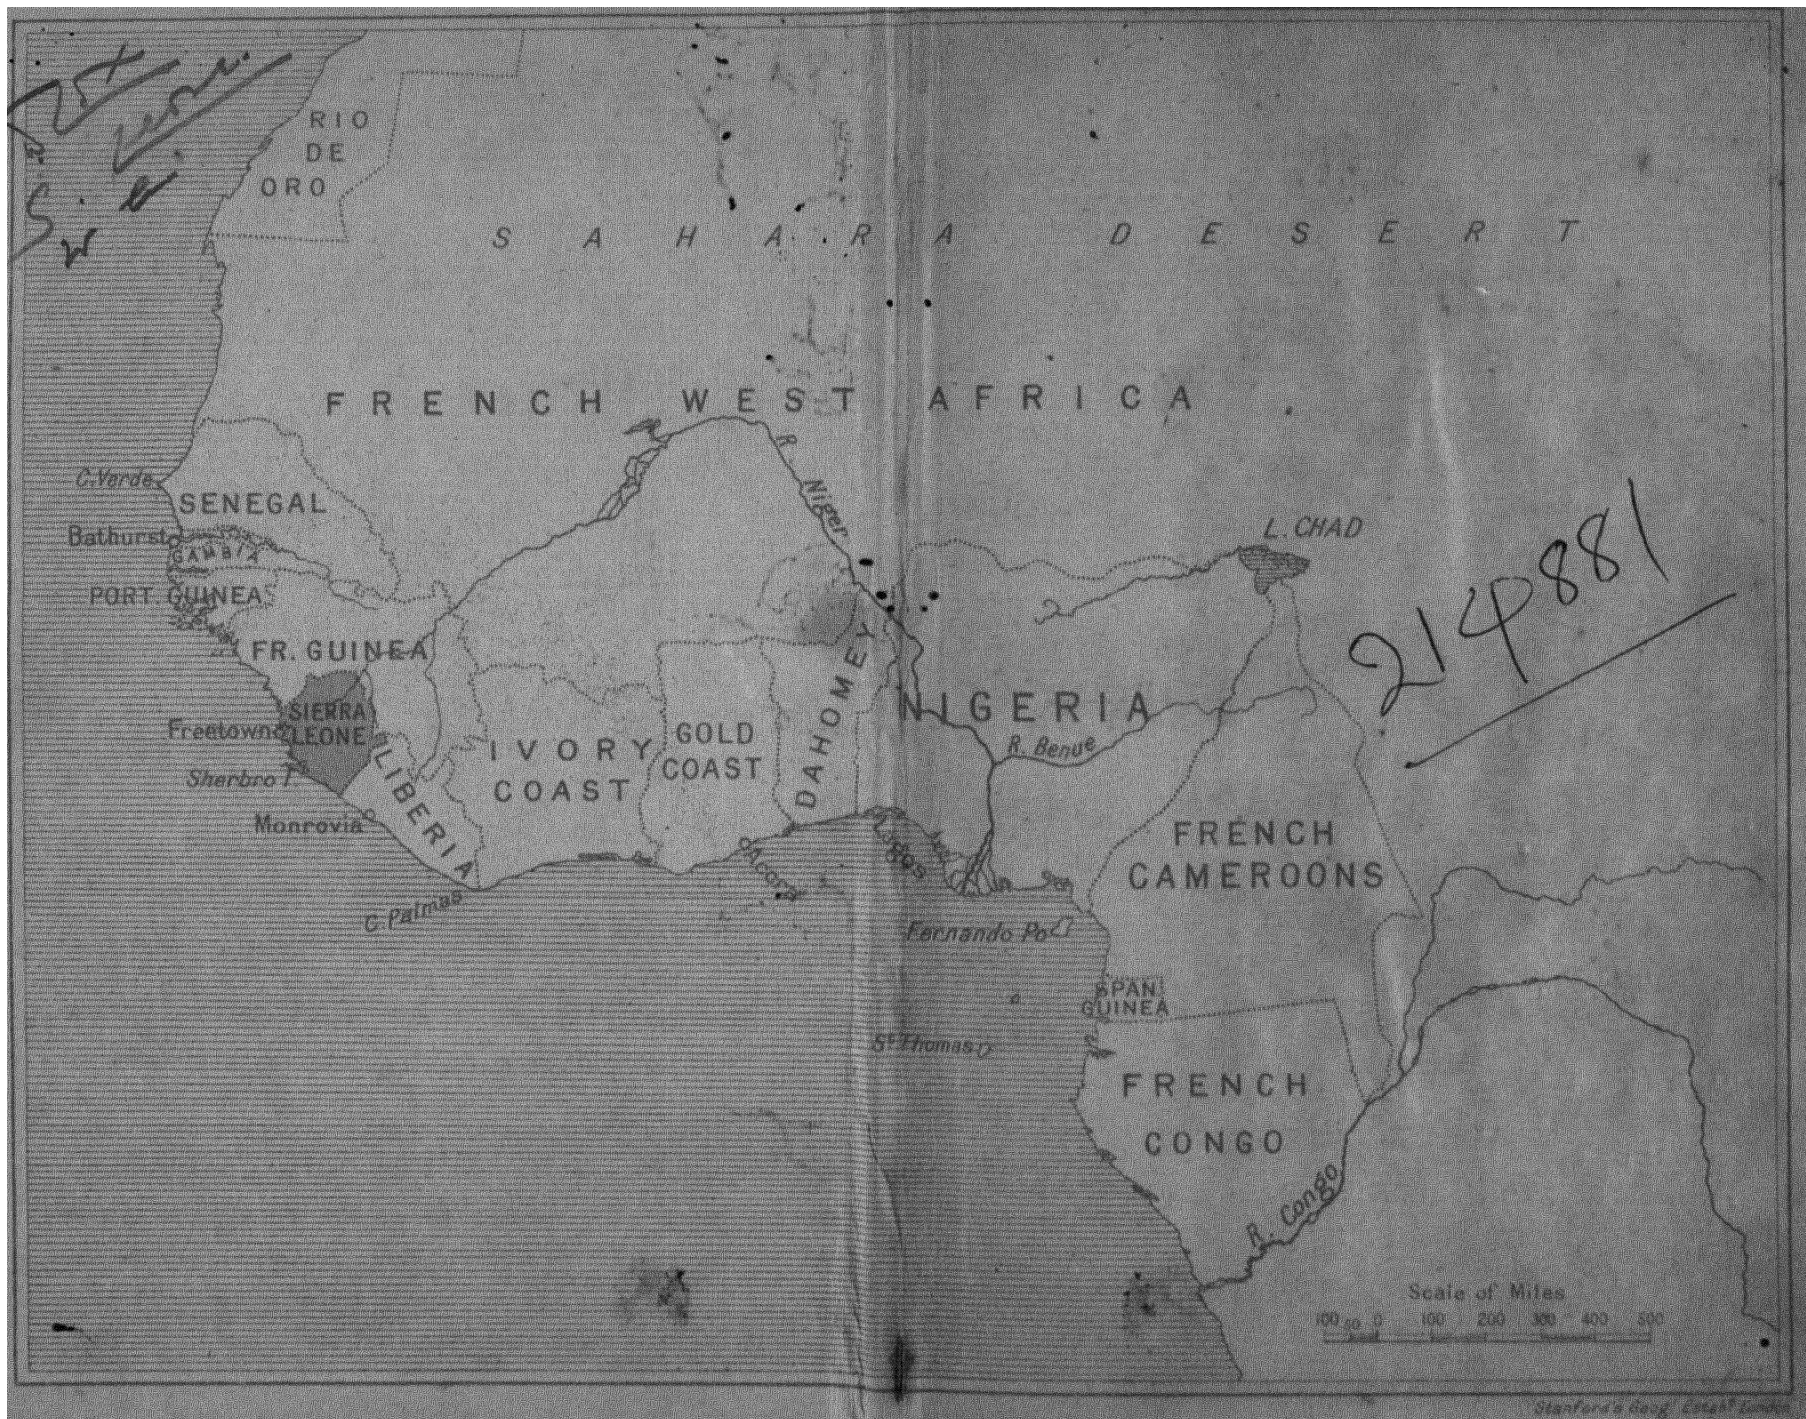 RIO
DE
ORO
SAHARA DESERT
FRENCH WEST AFRICA
C. Verde
SENEGAL
R. Niger
L. CHAD
Bathurst
GAMBIA
214881
PORT. GUINEA
FR. GUINEA
DAHOMEY
NIGERIA
SIERRA
LEONE
Freetown
GOLD
COAST
IVORY
COAST
R. Benue
Sherbro I.
LIBERIA
Monrovia
FRENCH
CAMEROONS
Lagos
Accra
C. Palmas
Fernando Po
SPAN.
GUINEA
St Thomas
FRENCH
CONGO
R. Congo
Scale of Miles
100 50 0 100 200 300 400 500
Stanford's Geog. Estabt. London